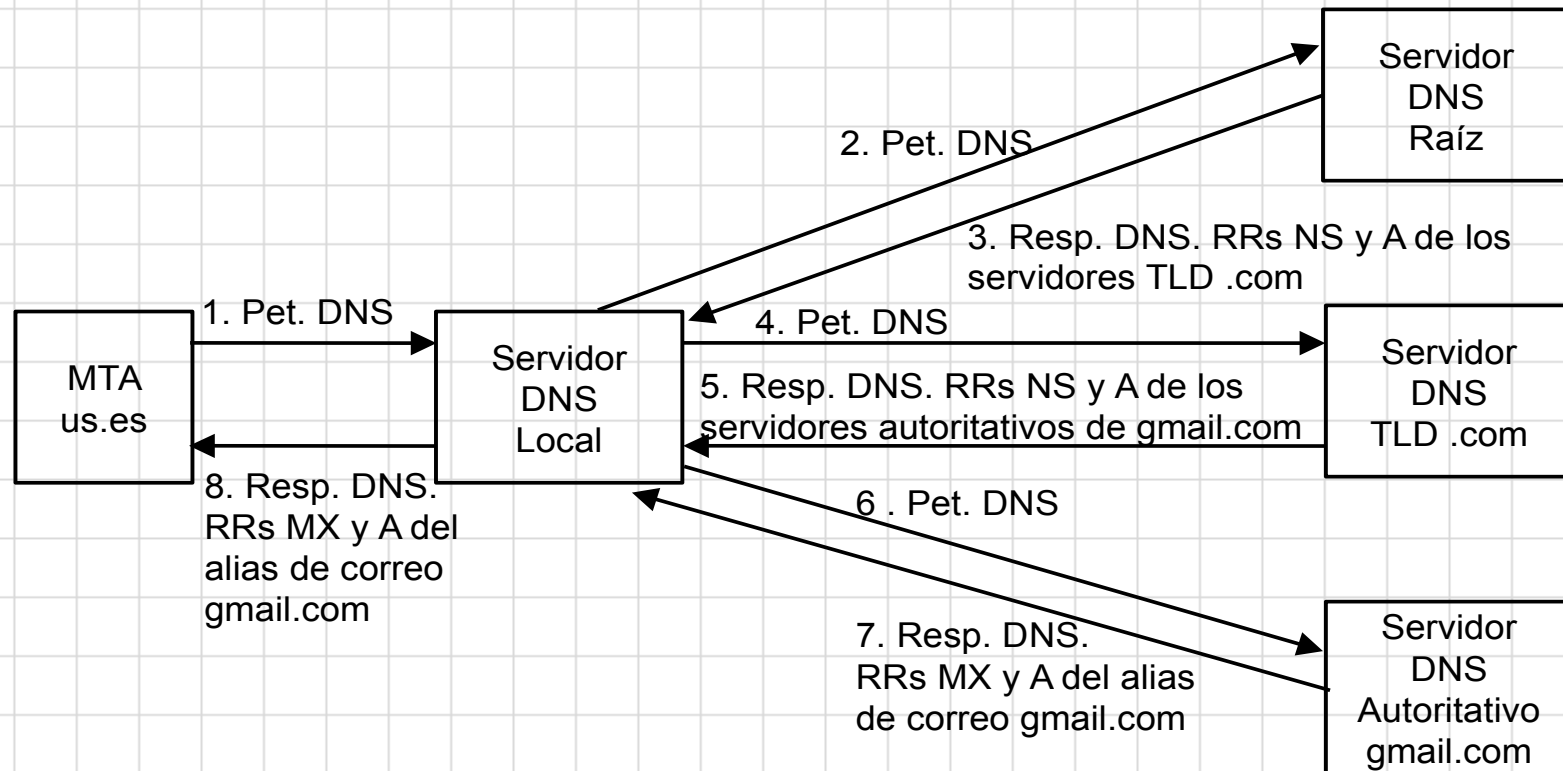 Servidor
DNS
Raíz
2. Pet. DNS
3. Resp. DNS. RRs NS y A de los
servidores TLD .com
1. Pet. DNS
4. Pet. DNS
MTA
us.es
Servidor
DNS
Local
Servidor
DNS
TLD .com
5. Resp. DNS. RRs NS y A de los
servidores autoritativos de gmail.com
8. Resp. DNS.
RRs MX y A del
alias de correo
gmail.com
6 . Pet. DNS
7. Resp. DNS.
RRs MX y A del alias
de correo gmail.com
Servidor
DNS
Autoritativo
gmail.com